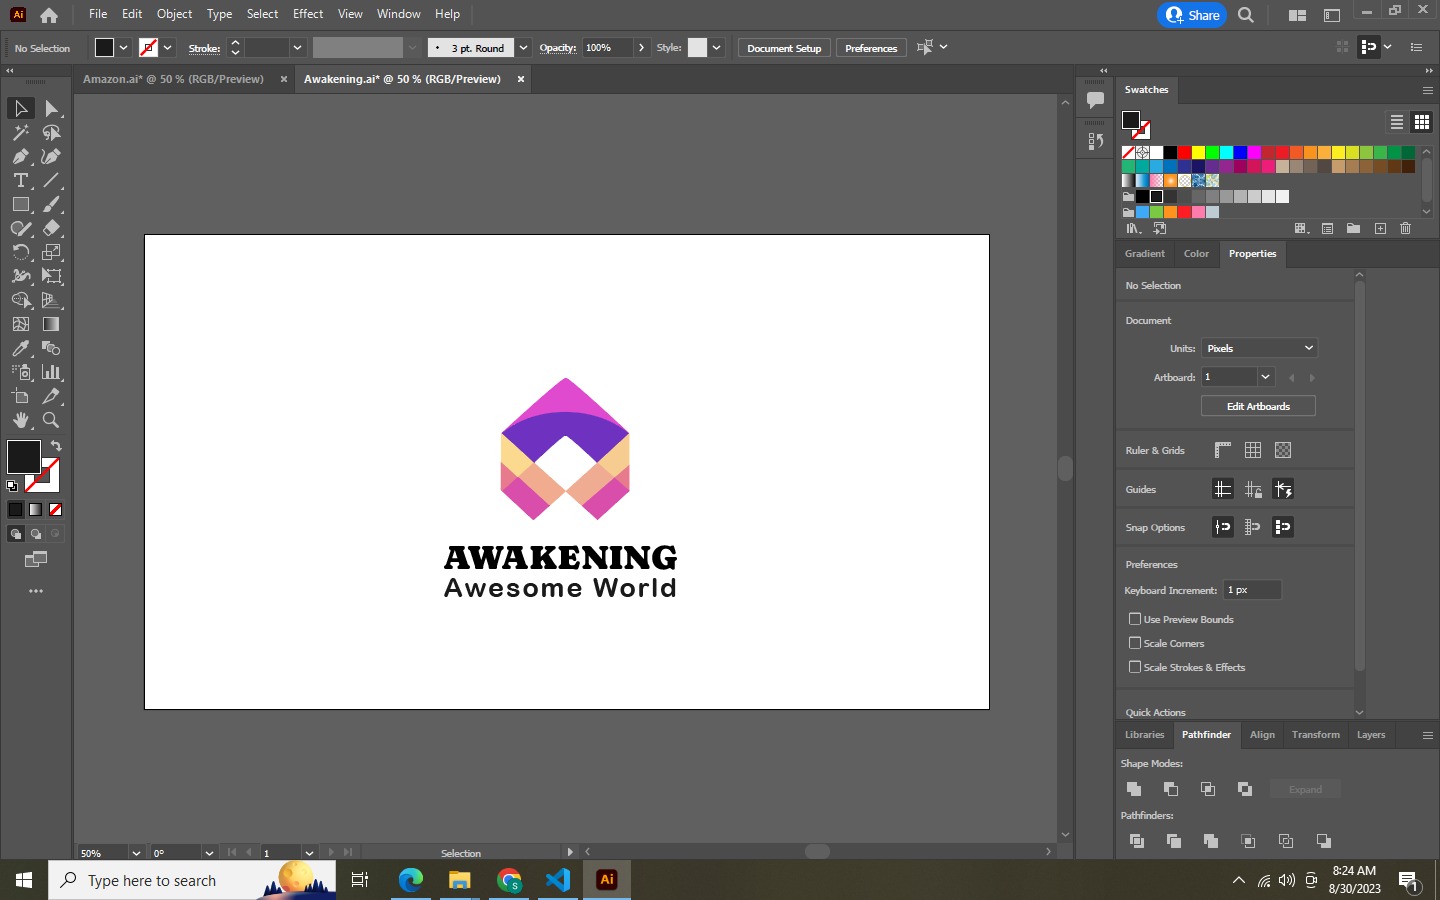 Ai File Edit Object Type Select Effect View Window Help Share
No Selection Stroke: 3 pt. Round Opacity: 100% Style: Document Setup Preferences
Amazon.ai* @ 50 % (RGB/Preview) Awakening.ai* @ 50 % (RGB/Preview)
Swatches
Gradient Color Properties
No Selection
Document
Units: Pixels
Artboard: 1
Edit Artboards
Ruler & Grids
Guides
Snap Options
Preferences
Keyboard Increment: 1 px
Use Preview Bounds
Scale Corners
Scale Strokes & Effects
Quick Actions
Libraries Pathfinder Align Transform Layers
Shape Modes:
Expand
Pathfinders:
AWAKENING
Awesome World
50% 0° 1 Selection
Type here to search
Ai
8:24 AM
8/30/2023
1